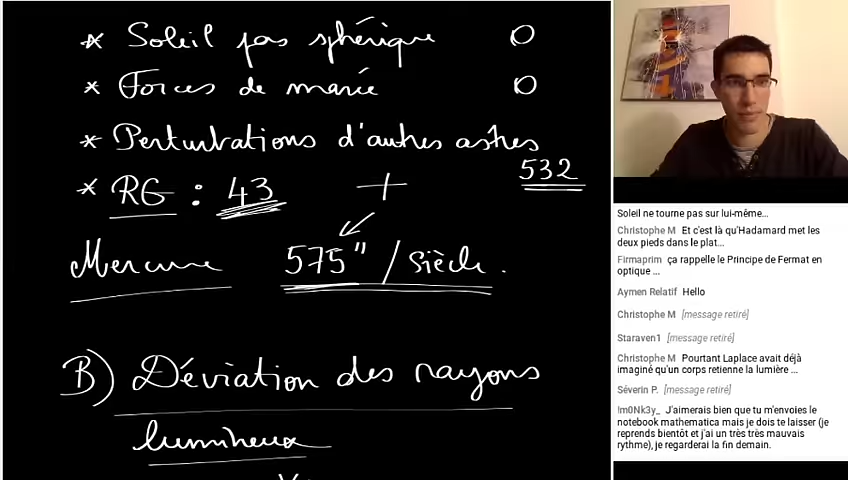 * Soleil pas sphérique 0
* Forces de marée 0
* Perturbations d'autres astres
532
* RG : 43 +
Mercure 575" / siècle.
B) Déviation des rayons
lumineux
Soleil ne tourne pas sur lui-même...
Christophe M Et c'est là qu'Hadamard met les
deux pieds dans le plat...
Firmaprim ça rappelle le Principe de Fermat en
optique ...
Aymen Relatif Hello
Christophe M [message retiré]
Staraven1 [message retiré]
Christophe M Pourtant Laplace avait déjà
imaginé qu'un corps retienne la lumière ...
Séverin P. [message retiré]
!m0Nk3y_ J'aimerais bien que tu m'envoies le
notebook mathematica mais je dois te laisser (je
reprends bientôt et j'ai un très très mauvais
rythme), je regarderai la fin demain.